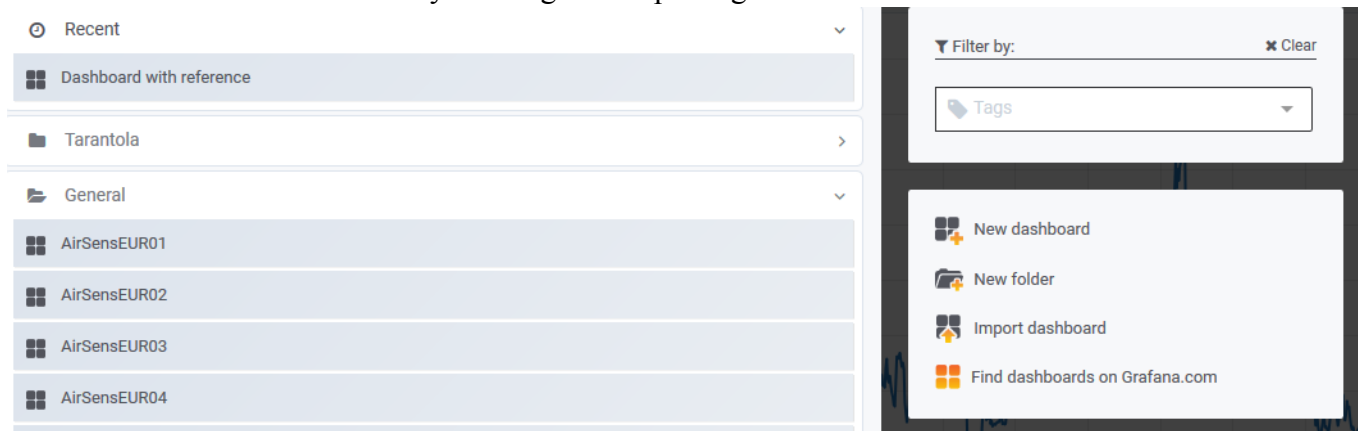 Recent
Dashboard with reference
Tarantola
General
AirSensEUR01
AirSensEUR02
AirSensEUR03
AirSensEUR04
Filter by:
Clear
Tags
New dashboard
New folder
Import dashboard
Find dashboards on Grafana.com